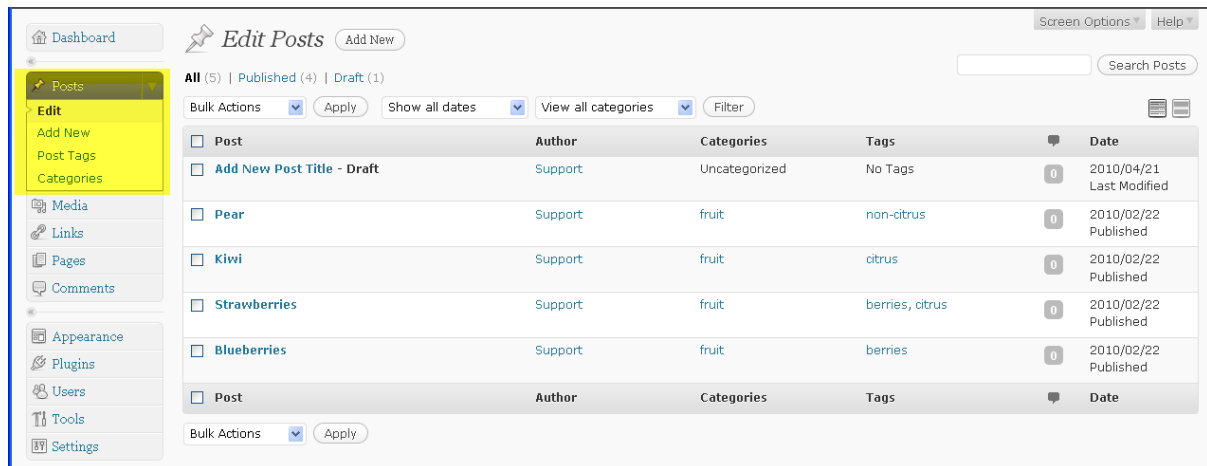 Screen Options Help
Dashboard
Edit Posts Add New
Search Posts
All (5) | Published (4) | Draft (1)
Posts
Edit
Add New
Post Tags
Categories
Media
Links
Pages
Comments
Appearance
Plugins
Users
Tools
Settings
Bulk Actions Apply Show all dates View all categories Filter
Post Author Categories Tags Date
Add New Post Title - Draft Support Uncategorized No Tags 0 2010/04/21
Last Modified
Pear Support fruit non-citrus 0 2010/02/22
Published
Kiwi Support fruit citrus 0 2010/02/22
Published
Strawberries Support fruit berries, citrus 0 2010/02/22
Published
Blueberries Support fruit berries 0 2010/02/22
Published
Post Author Categories Tags Date
Bulk Actions Apply